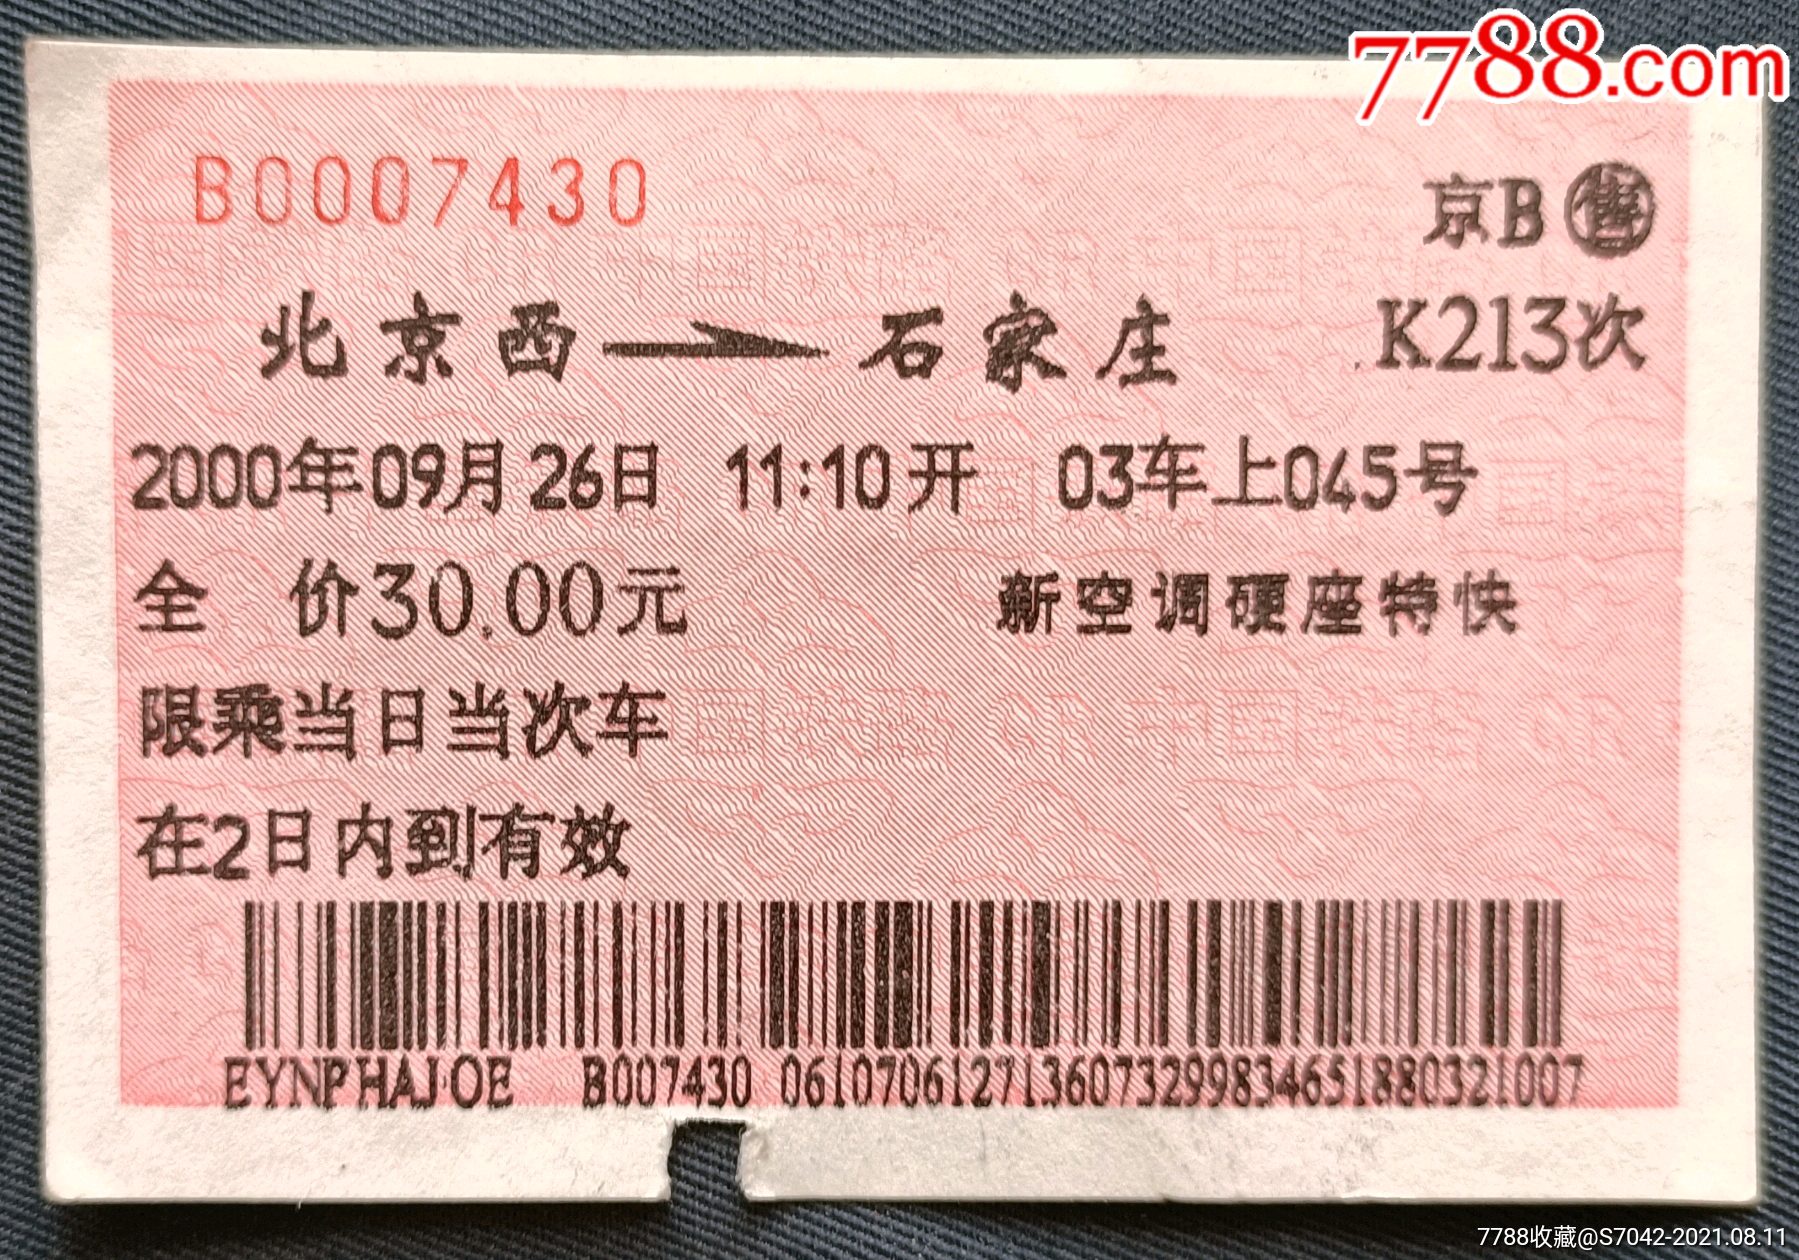 7788.com
B0007430
京B 售
北京西 石家庄 K213次
2000年09月26日 11:10开 03车上045号
全 价30.00元 新空调硬座特快
限乘当日当次车
在2日内到有效
EYNPHAJOE B007430 0610706127136073299834651880321007
7788收藏@S7042-2021.08.11